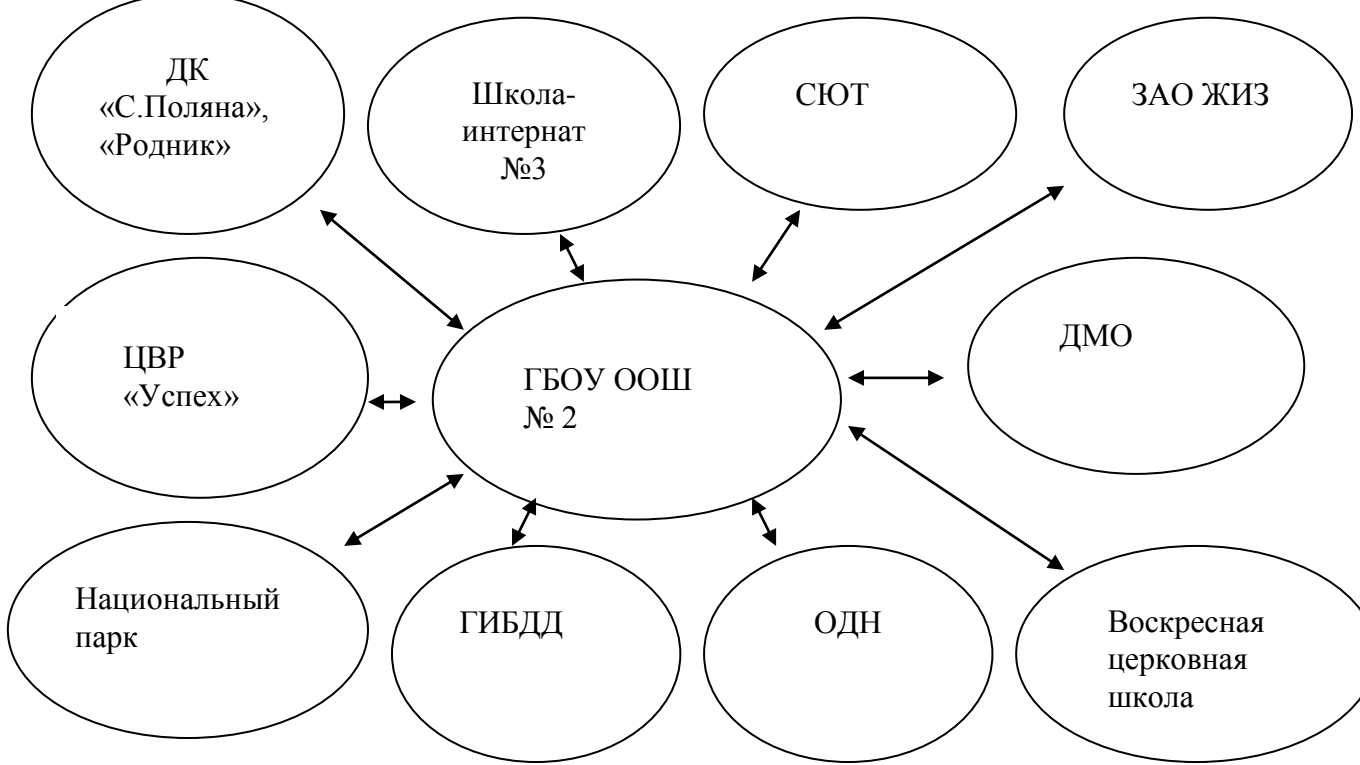 ДК
«С.Поляна»,
«Родник»
Школа-
интернат
№3
СЮТ
ЗАО ЖИЗ
ЦВР
«Успех»
ГБОУ ООШ
№ 2
ДМО
Национальный
парк
ГИБДД
ОДН
Воскресная
церковная
школа